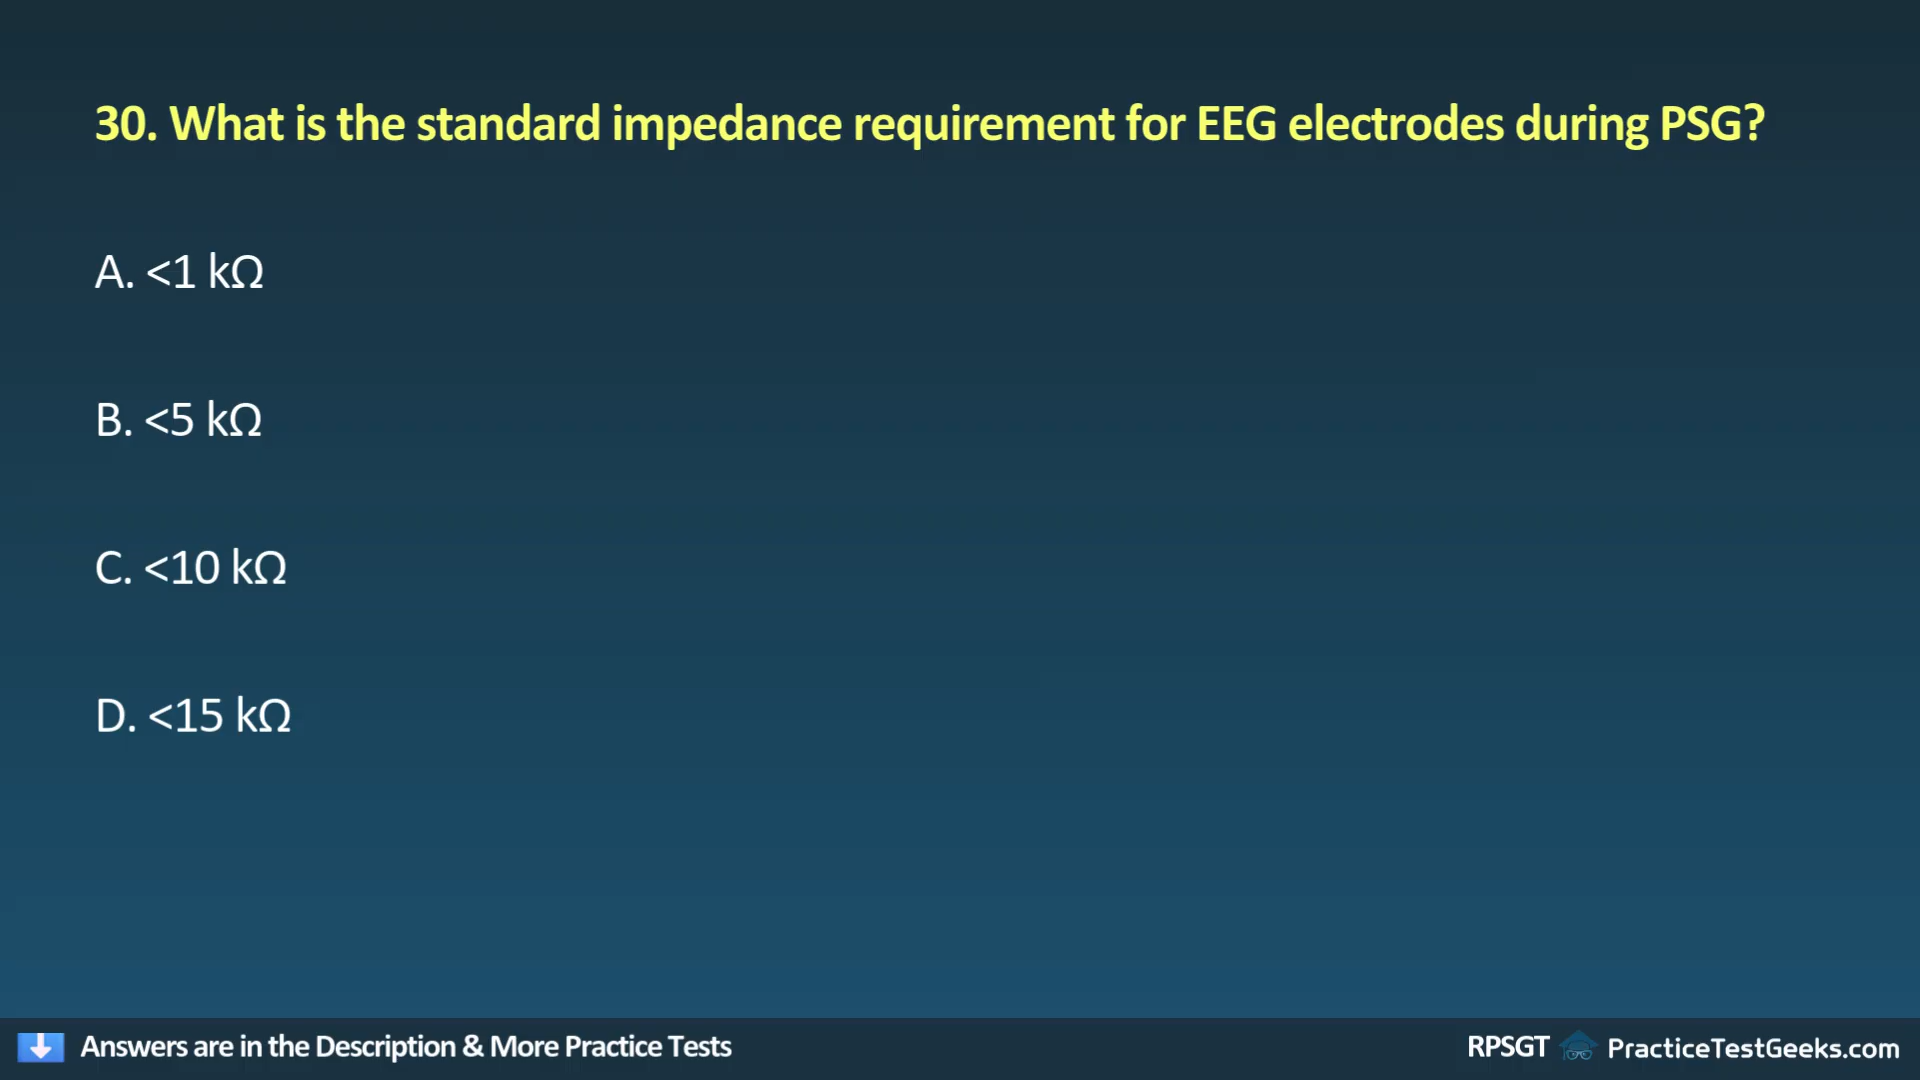 30. What is the standard impedance requirement for EEG electrodes during PSG?
A. <1 kΩ
B. <5 kΩ
C. <10 kΩ
D. <15 kΩ
Answers are in the Description & More Practice Tests
RPSGT PracticeTestGeeks.com